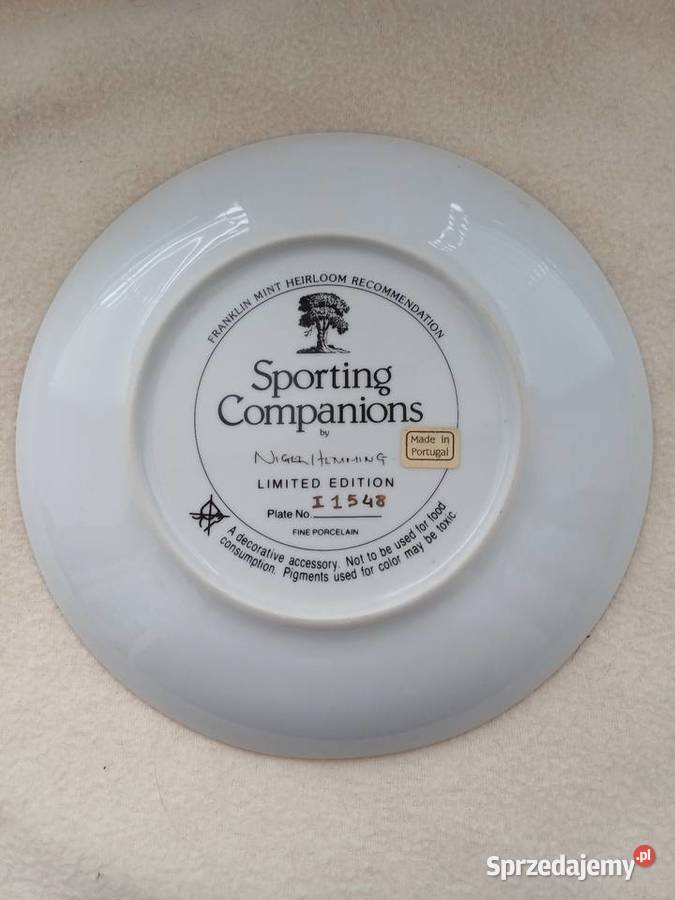 FRANKLIN MINT HEIRLOOM RECOMMENDATION
Sporting
Companions
by
NIGEL HEMMING
Made in
Portugal
LIMITED EDITION
Plate No. I1548
FINE PORCELAIN
A decorative accessory. Not to be used for food
consumption. Pigments used for color may be toxic
Sprzedajemy.pl